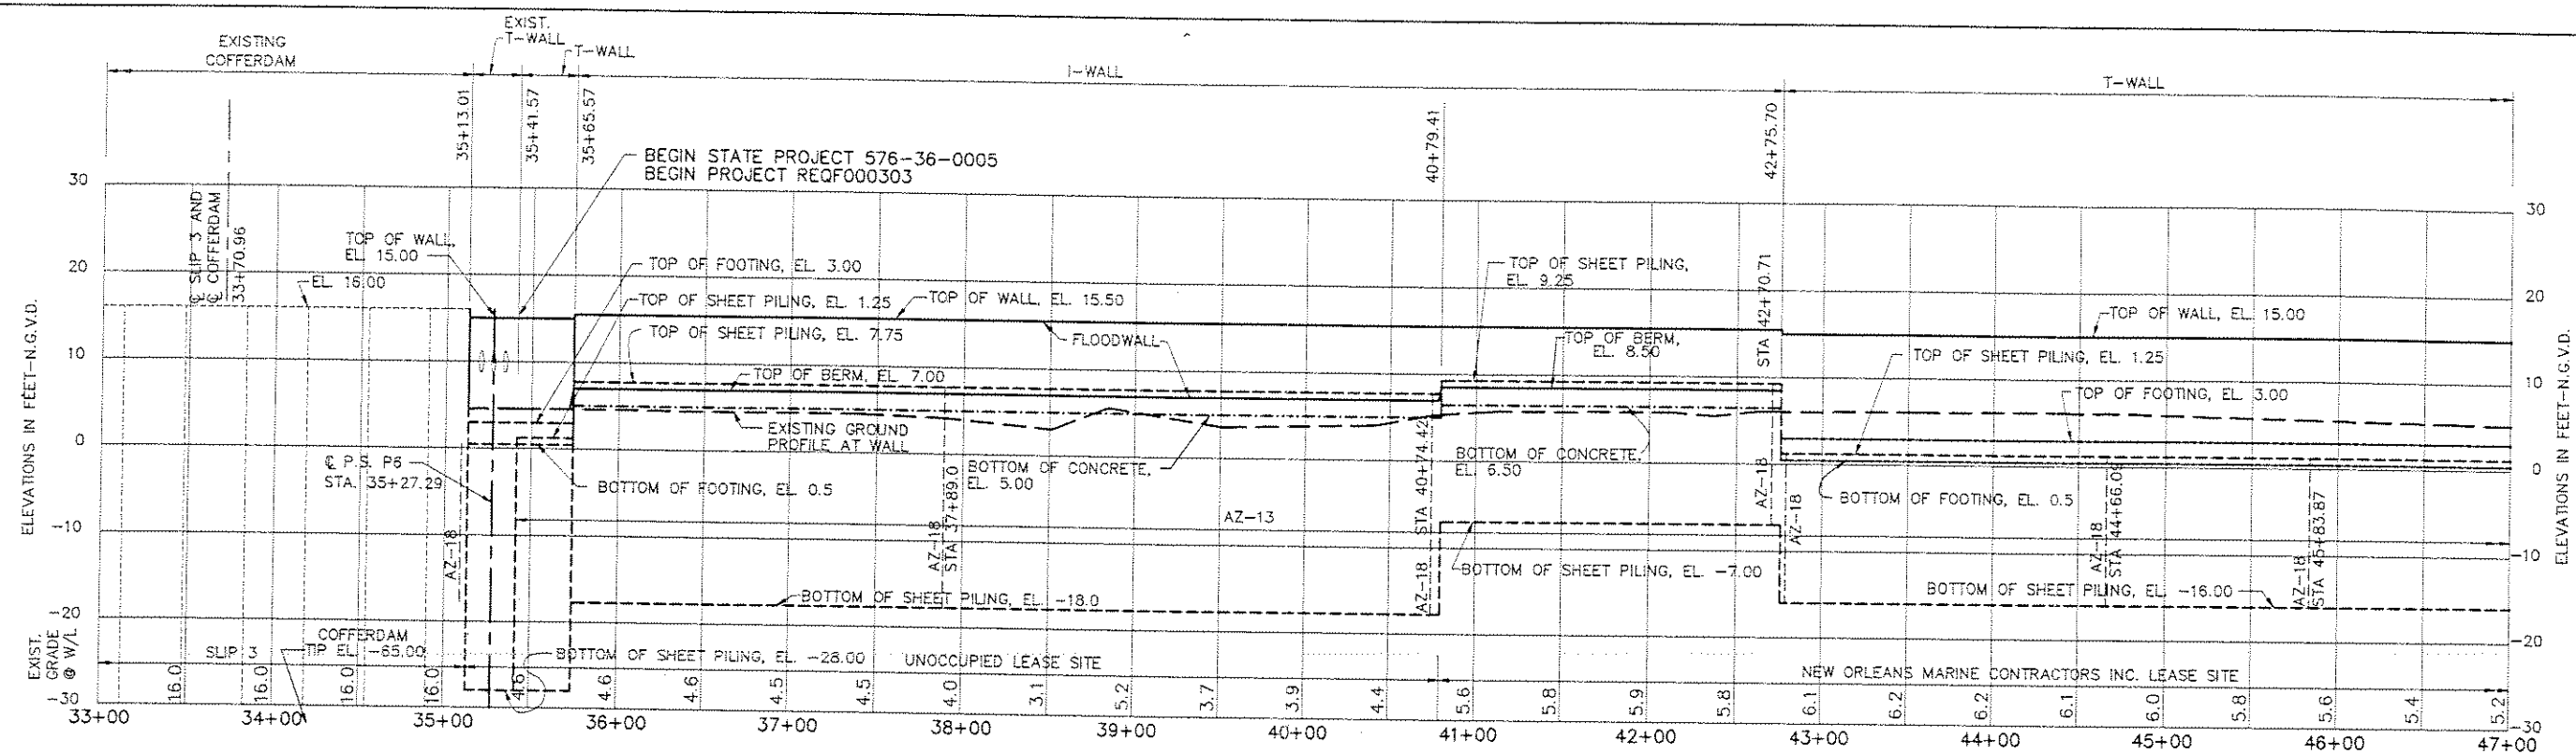 EXISTING
COFFERDAM
EXIST.
T-WALL
T-WALL
I-WALL
T-WALL
35+13.01
35+41.57
35+65.57
40+79.41
42+75.70
BEGIN STATE PROJECT 576-36-0005
BEGIN PROJECT REQF000303
30
20
10
0
-10
-20
-30
ELEVATIONS IN FEET-N.G.V.D.
EXIST.
GRADE
@ W/L
℄ SLIP 3 AND
℄ COFFERDAM
33+70.96
EL. 16.00
TOP OF WALL,
EL. 15.00
TOP OF FOOTING, EL. 3.00
TOP OF SHEET PILING, EL. 1.25
TOP OF WALL, EL. 15.50
TOP OF SHEET PILING, EL. 7.75
FLOODWALL
TOP OF BERM, EL. 7.00
EXISTING GROUND
PROFILE AT WALL
℄ P.S. P6
STA. 35+27.29
BOTTOM OF FOOTING, EL. 0.5
BOTTOM OF CONCRETE,
EL. 5.00
TOP OF SHEET PILING,
EL. 9.25
TOP OF BERM,
EL. 8.50
BOTTOM OF CONCRETE,
EL. 6.50
STA 42+70.71
TOP OF WALL, EL. 15.00
TOP OF SHEET PILING, EL. 1.25
TOP OF FOOTING, EL. 3.00
BOTTOM OF FOOTING, EL. 0.5
AZ-18
AZ-18
STA 37+89.0
AZ-13
AZ-18
STA 40+74.42
AZ-18
AZ-18
AZ-18
STA 44+66.09
AZ-18
STA 45+83.87
BOTTOM OF SHEET PILING, EL. -18.0
BOTTOM OF SHEET PILING, EL. -7.00
BOTTOM OF SHEET PILING, EL. -16.00
SLIP 3
COFFERDAM
TIP EL. -65.00
BOTTOM OF SHEET PILING, EL. -28.00
UNOCCUPIED LEASE SITE
NEW ORLEANS MARINE CONTRACTORS INC. LEASE SITE
16.0
16.0
16.0
16.0
4.6
4.6
4.6
4.5
4.5
4.0
3.1
5.2
3.7
3.9
4.4
5.6
5.8
5.9
5.8
6.1
6.2
6.2
6.1
6.0
5.8
5.6
5.4
5.2
33+00
34+00
35+00
36+00
37+00
38+00
39+00
40+00
41+00
42+00
43+00
44+00
45+00
46+00
47+00
30
20
10
0
-10
-20
-30
ELEVATIONS IN FEET-N.G.V.D.